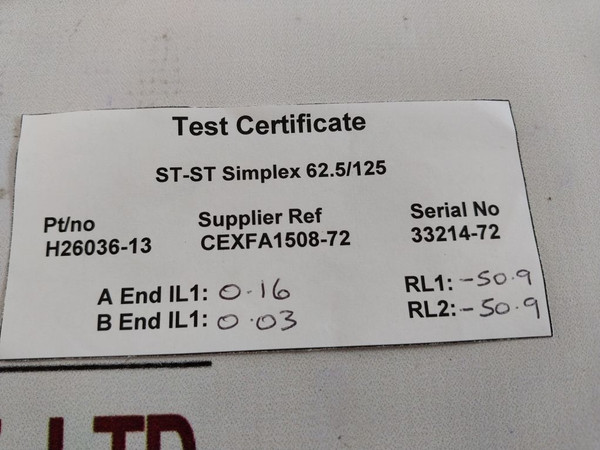 Test Certificate
ST-ST Simplex 62.5/125
Pt/no Supplier Ref Serial No
H26036-13 CEXFA1508-72 33214-72
A End IL1: 0.16 RL1: -50.9
B End IL1: 0.03 RL2: -50.9
LTD